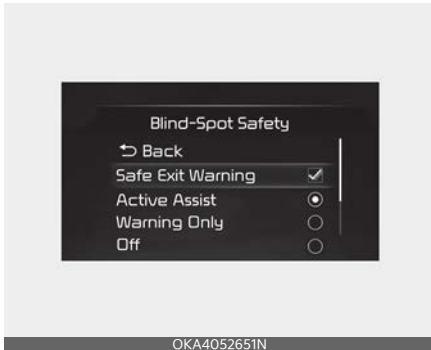 Blind-Spot Safety
Back
Safe Exit Warning
Active Assist
Warning Only
Off
OKA4052651N